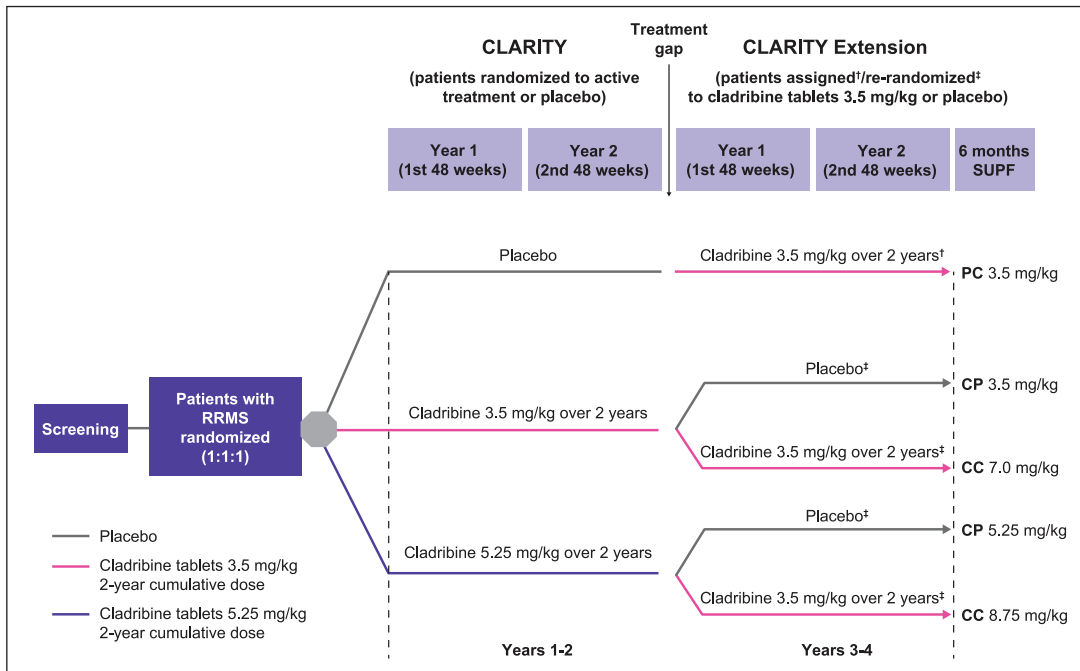 CLARITY
(patients randomized to active
treatment or placebo)
Treatment
gap
CLARITY Extension
(patients assigned†/re-randomized‡
to cladribine tablets 3.5 mg/kg or placebo)
Year 1
(1st 48 weeks)
Year 2
(2nd 48 weeks)
Year 1
(1st 48 weeks)
Year 2
(2nd 48 weeks)
6 months
SUPF
Placebo
Cladribine 3.5 mg/kg over 2 years†
PC 3.5 mg/kg
Screening
Patients with
RRMS
randomized
(1:1:1)
Cladribine 3.5 mg/kg over 2 years
Placebo‡
CP 3.5 mg/kg
Cladribine 3.5 mg/kg over 2 years‡
CC 7.0 mg/kg
Cladribine 5.25 mg/kg over 2 years
Placebo‡
CP 5.25 mg/kg
Cladribine 3.5 mg/kg over 2 years‡
CC 8.75 mg/kg
Placebo
Cladribine tablets 3.5 mg/kg
2-year cumulative dose
Cladribine tablets 5.25 mg/kg
2-year cumulative dose
Years 1-2
Years 3-4